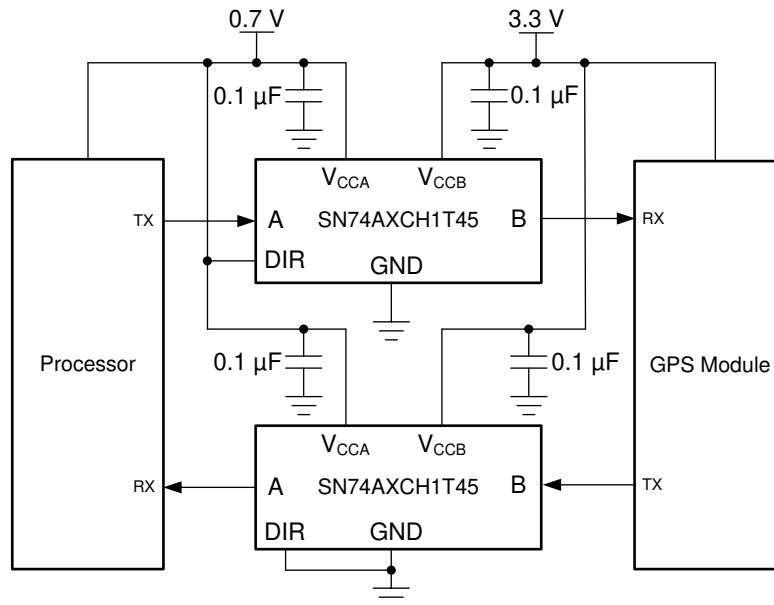 0.7 V
3.3 V
0.1 µF
0.1 µF
VCCA
VCCB
TX
A
SN74AXCH1T45
B
RX
DIR
GND
Processor
GPS Module
0.1 µF
0.1 µF
VCCA
VCCB
RX
A
SN74AXCH1T45
B
TX
DIR
GND